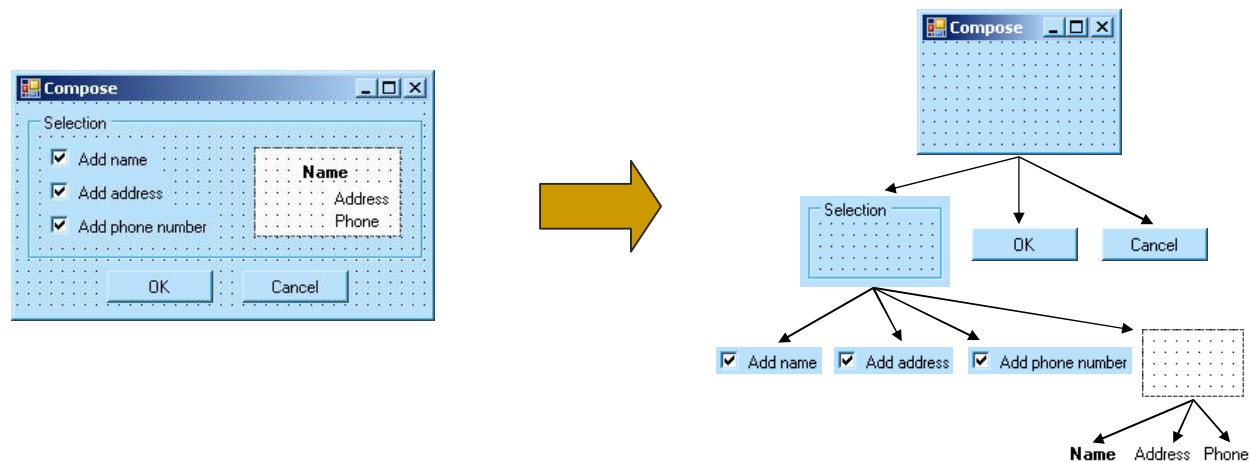 Compose
Selection
Add name
Add address
Add phone number
Name
Address
Phone
OK Cancel
Compose
Selection
OK Cancel
Add name Add address Add phone number
Name Address Phone